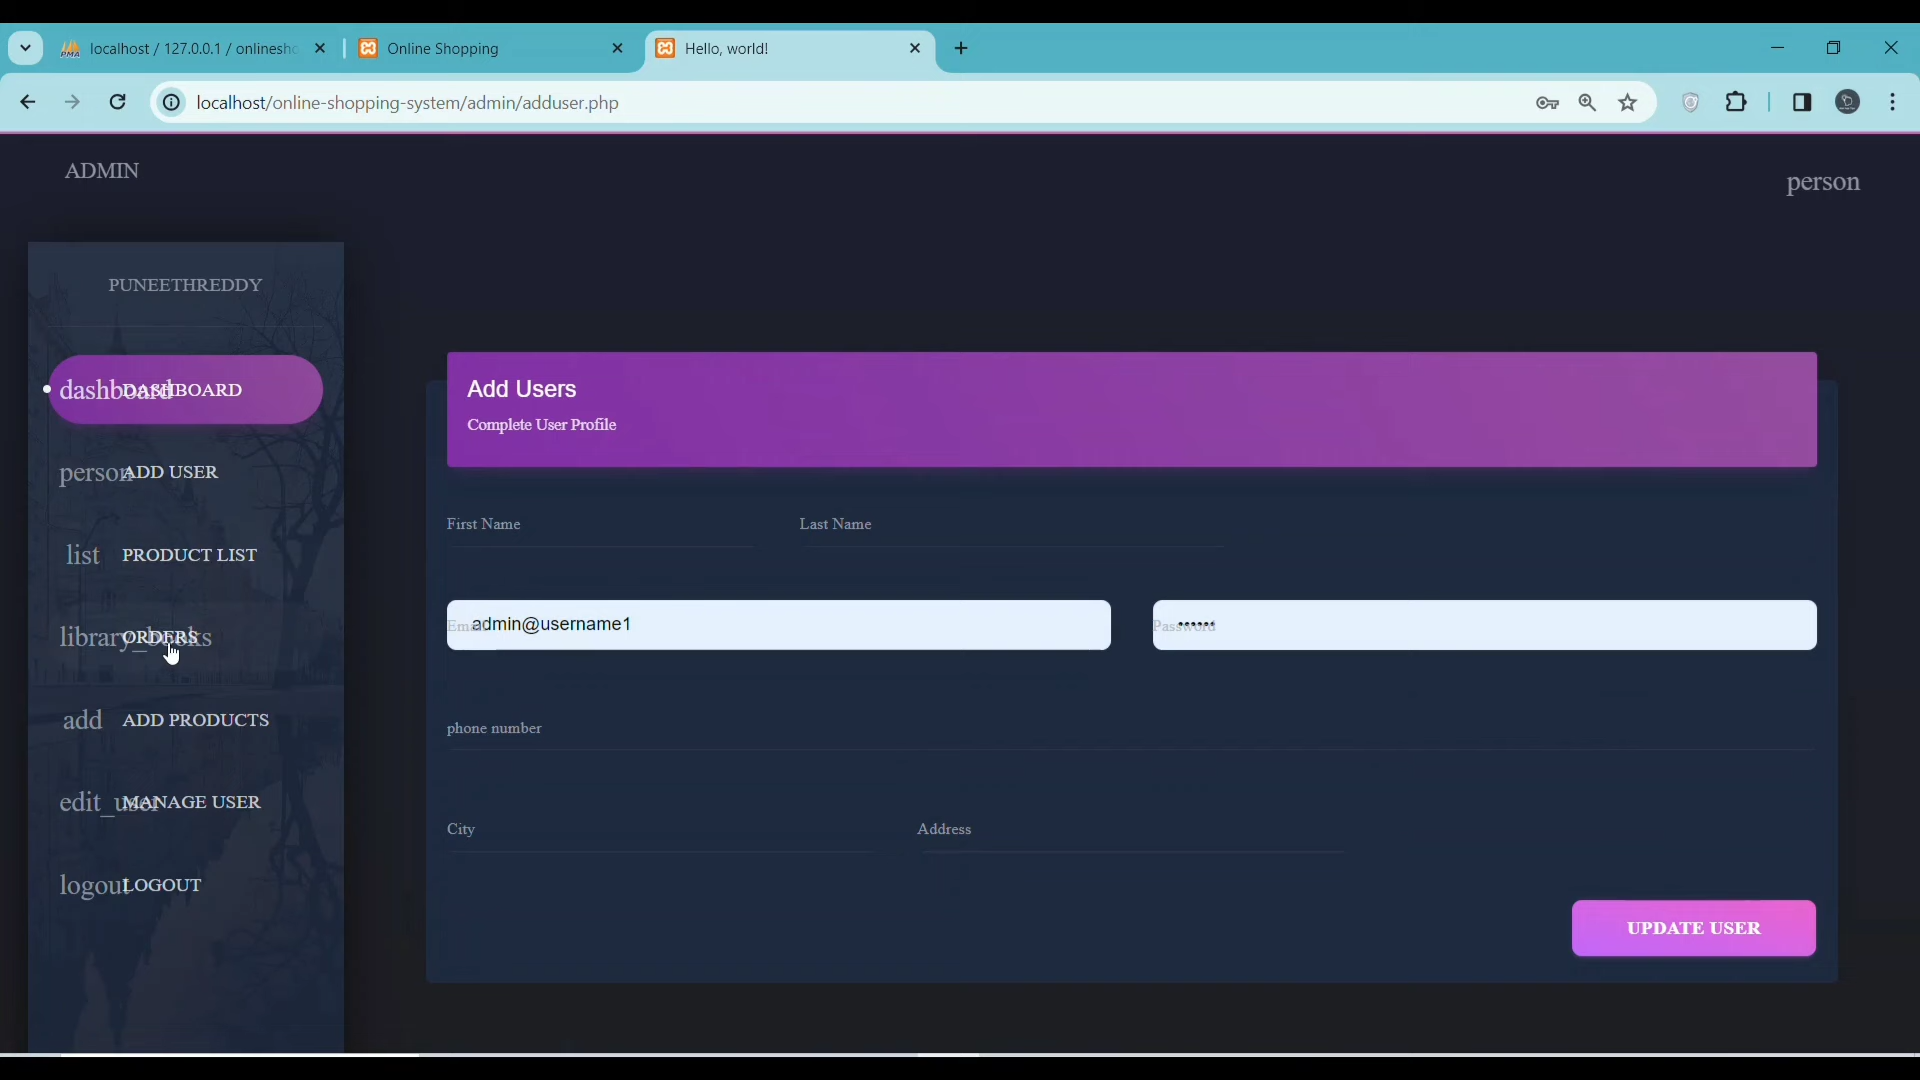 localhost / 127.0.0.1 / onlinesho
Online Shopping
Hello, world!
localhost/online-shopping-system/admin/adduser.php
ADMIN
person
PUNEETHREDDY
dashboard DASHBOARD
person ADD USER
list PRODUCT LIST
library_books ORDERS
add ADD PRODUCTS
edit_user MANAGE USER
logout LOGOUT
Add Users
Complete User Profile
First Name Last Name
Email admin@username1 Password ••••••
phone number
City Address
UPDATE USER